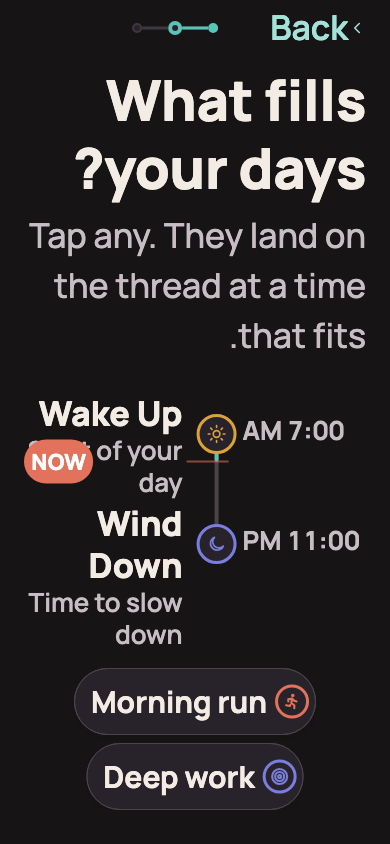 Back
What fills
?your days
Tap any. They land on
the thread at a time
.that fits
AM 7:00
Wake Up
of your
day
NOW
PM 11:00
Wind
Down
Time to slow
down
Morning run
Deep work